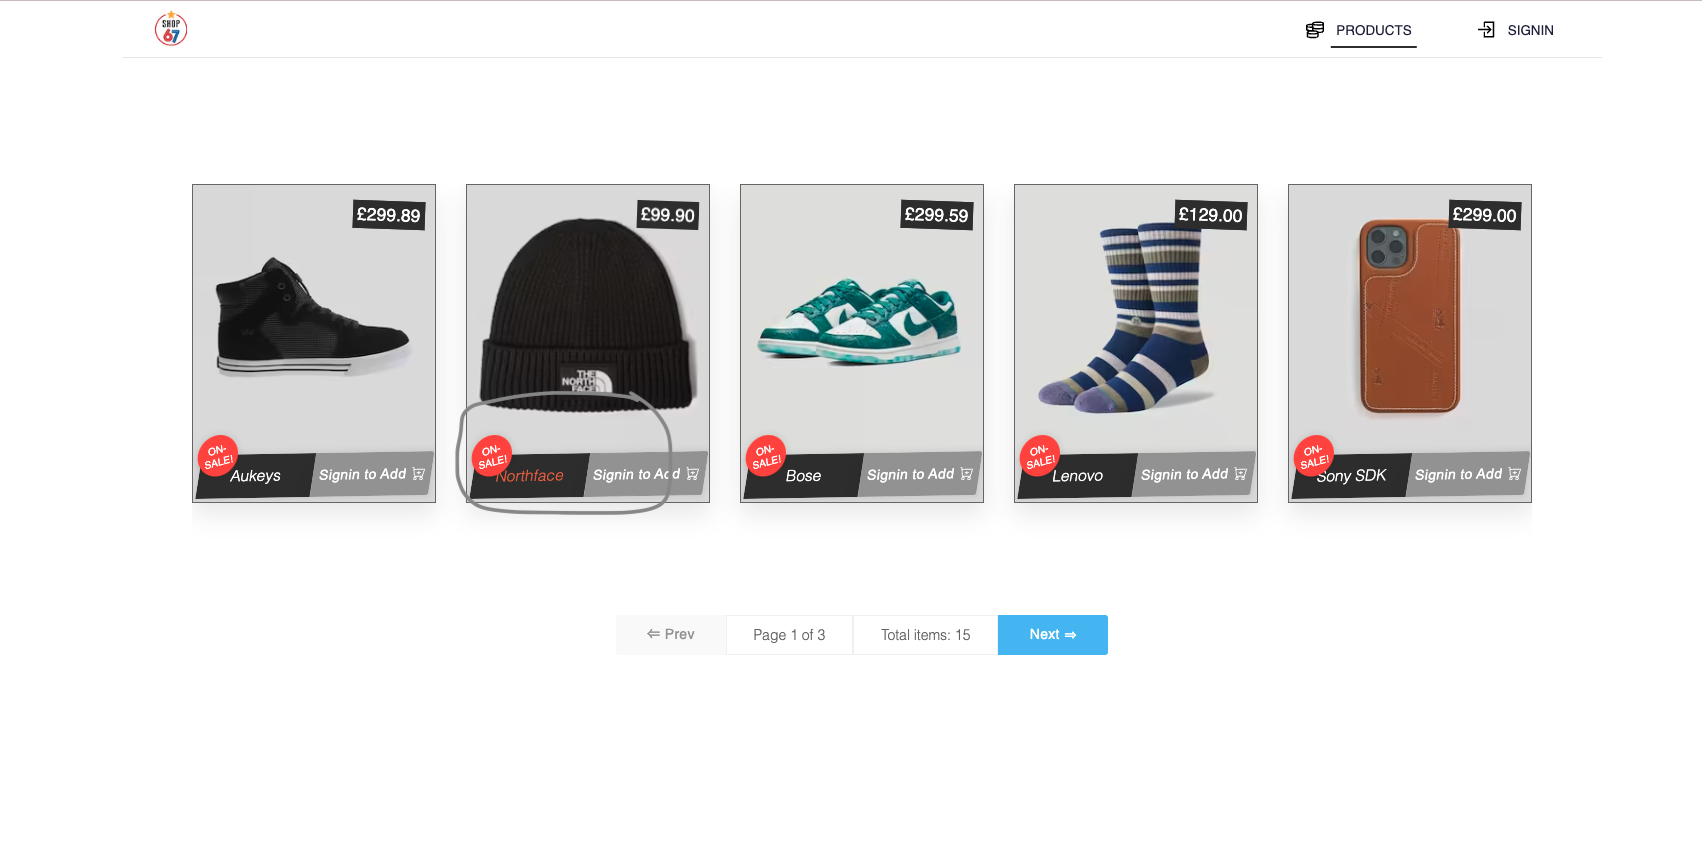 SHOP
67
PRODUCTS
SIGNIN
£299.89
£99.90
£299.59
£129.00
£299.00
THE
NORTH
FACE
ON-
SALE!
Aukeys
Signin to Add
ON-
SALE!
Northface
Signin to Add
ON-
SALE!
Bose
Signin to Add
ON-
SALE!
Lenovo
Signin to Add
ON-
SALE!
Sony SDK
Signin to Add
⇐ Prev
Page 1 of 3
Total items: 15
Next ⇒